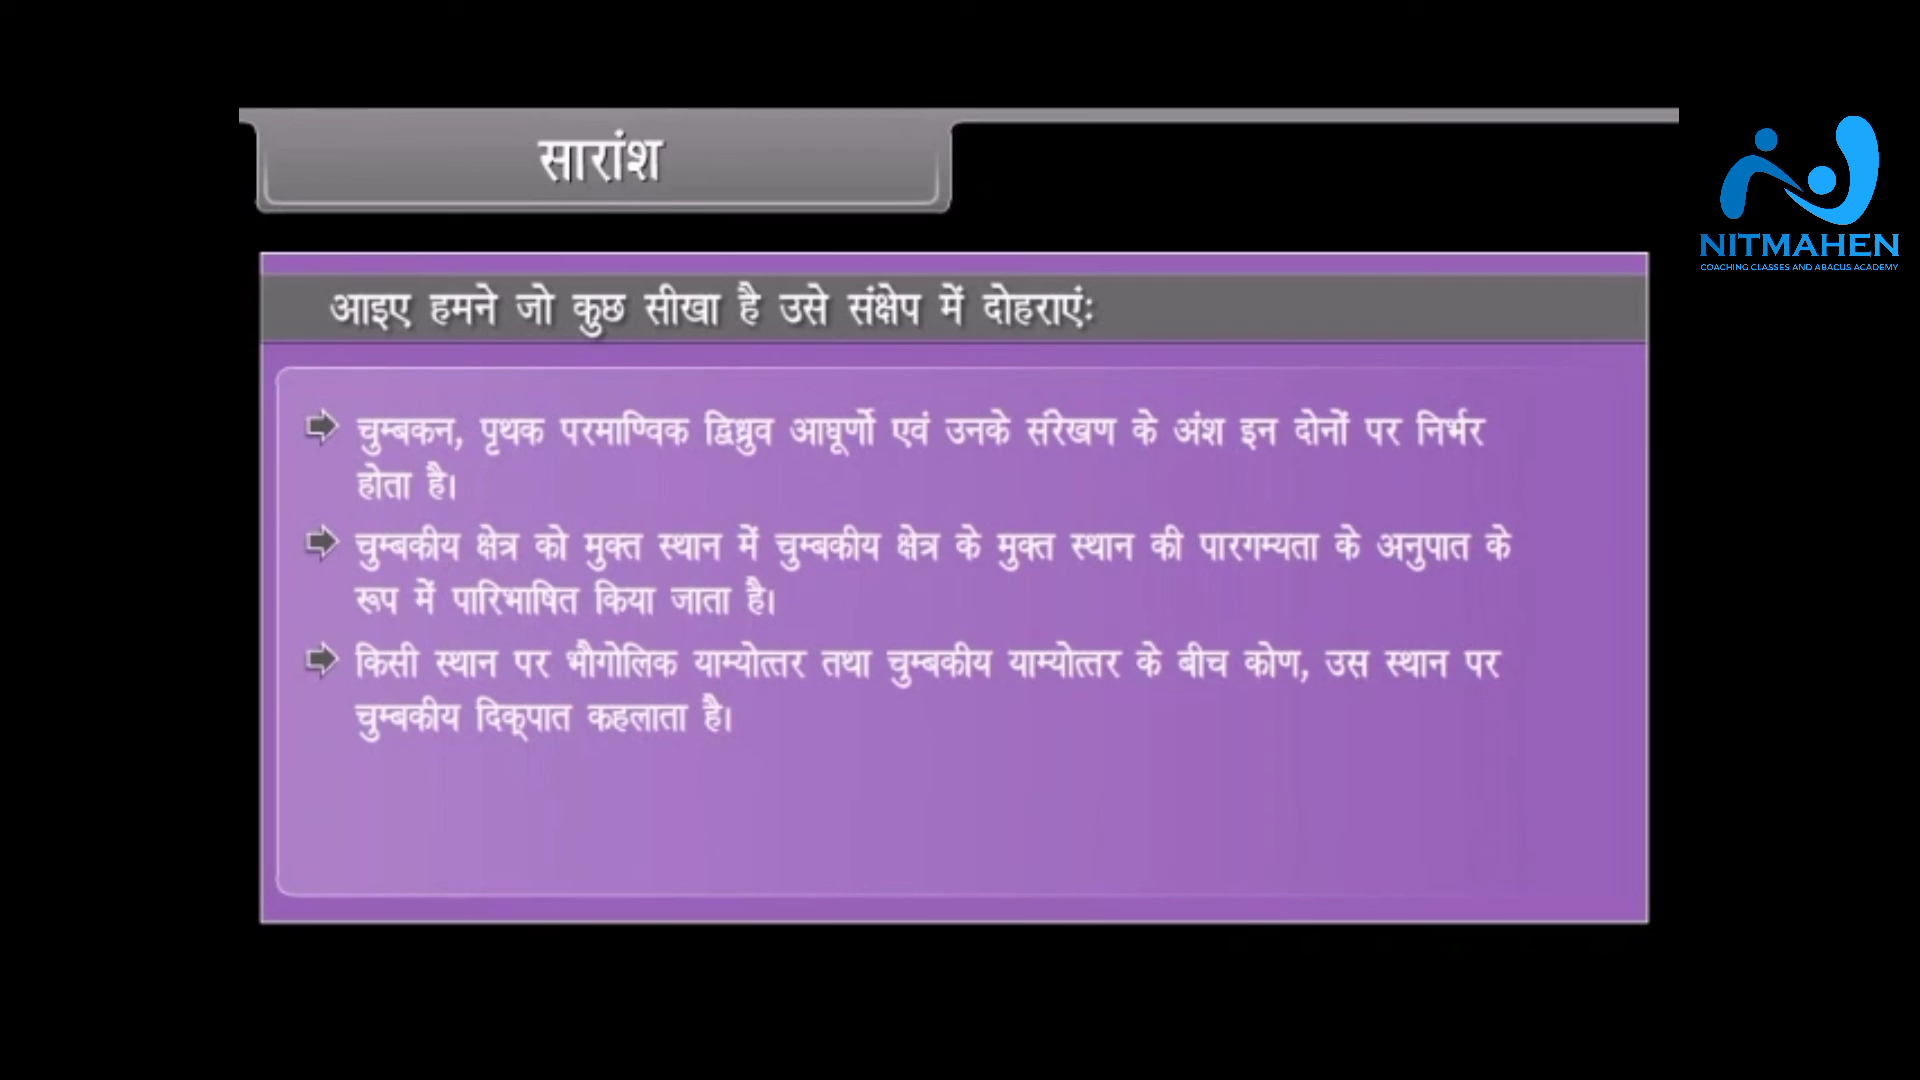 सारांश
NITMAHEN
COACHING CLASSES AND ABACUS ACADEMY
आइए हमने जो कुछ सीखा है उसे संक्षेप में दोहराएं:
चुम्बकन, पृथक परमाण्विक द्विध्रुव आघूर्णो एवं उनके संरेखण के अंश इन दोनों पर निर्भर
होता है।
चुम्बकीय क्षेत्र को मुक्त स्थान में चुम्बकीय क्षेत्र के मुक्त स्थान की पारगम्यता के अनुपात के
रूप में पारिभाषित किया जाता है।
किसी स्थान पर भौगोलिक याम्योत्तर तथा चुम्बकीय याम्योत्तर के बीच कोण, उस स्थान पर
चुम्बकीय दिक्पात कहलाता है।